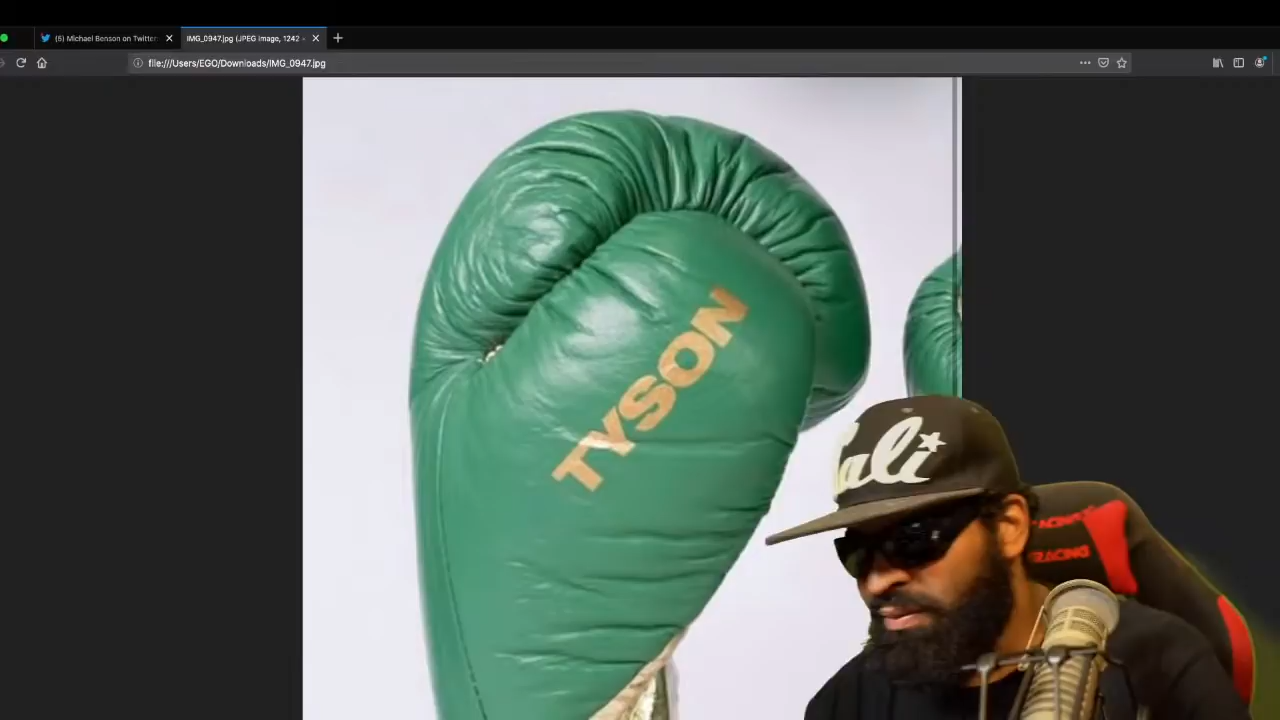 (5) Michael Benson on Twitter
IMG_0947.jpg (JPEG Image, 1242
file:///Users/EGO/Downloads/IMG_0947.jpg
TYSON
Cali
RACING
RACING